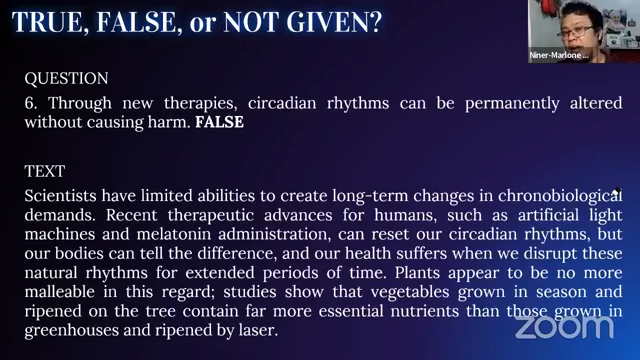 TRUE, FALSE, or NOT GIVEN?
Niner-Marlone ...
QUESTION
6. Through new therapies, circadian rhythms can be permanently altered
without causing harm. FALSE
TEXT
Scientists have limited abilities to create long-term changes in chronobiological
demands. Recent therapeutic advances for humans, such as artificial light
machines and melatonin administration, can reset our circadian rhythms, but
our bodies can tell the difference, and our health suffers when we disrupt these
natural rhythms for extended periods of time. Plants appear to be no more
malleable in this regard; studies show that vegetables grown in season and
ripened on the tree contain far more essential nutrients than those grown in
greenhouses and ripened by laser.
zoom